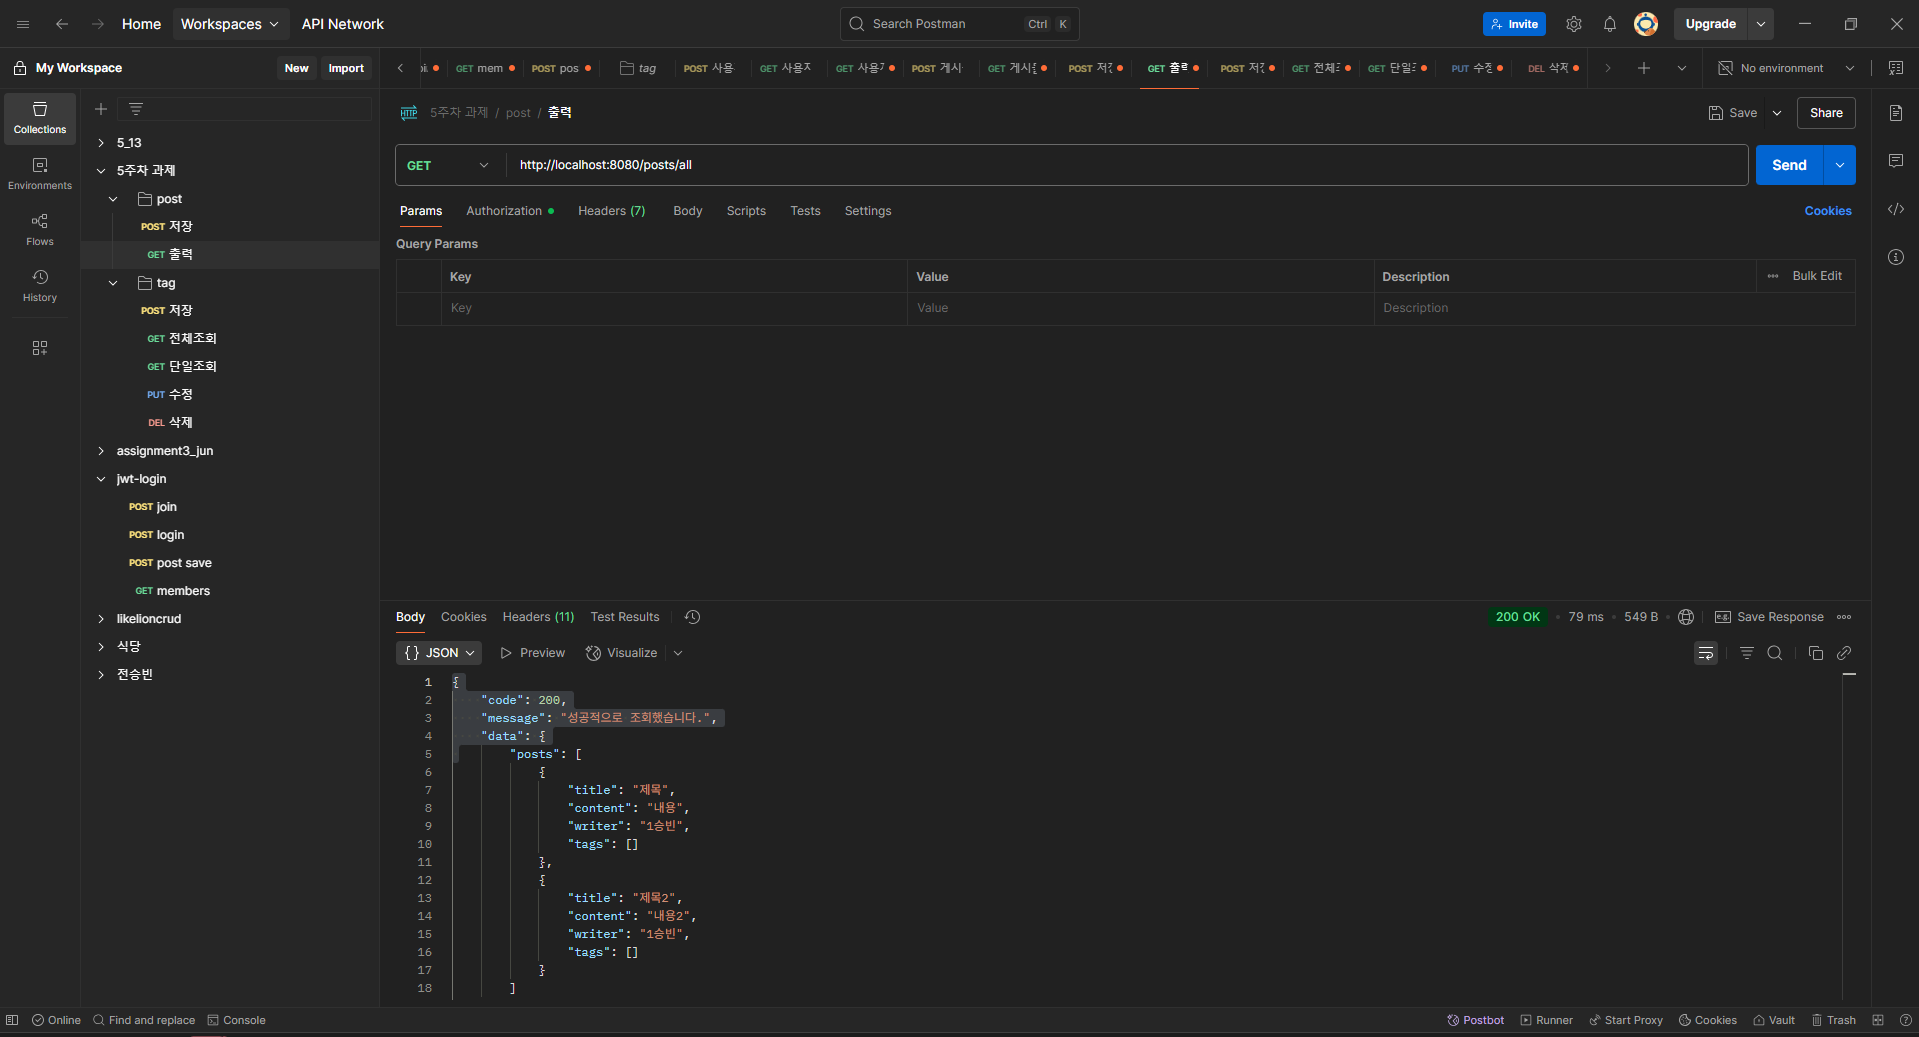 Home Workspaces API Network Search Postman Ctrl K Invite Upgrade
My Workspace New Import
GET mem POST pos tag POST 사용 GET 사용자 GET POST 게시 GET 게시글 POST 저장 GET 출력 POST 저장 GET 전체조 GET 단일조 PUT 수정 DEL 삭제 No environment
Collections
Environments
Flows
History
5_13
5주차 과제
post
POST 저장
GET 출력
tag
POST 저장
GET 전체조회
GET 단일조회
PUT 수정
DEL 삭제
assignment3_jun
jwt-login
POST join
POST login
POST post save
GET members
likelioncrud
식당
전승빈
HTTP 5주차 과제 / post / 출력 Save Share
GET http://localhost:8080/posts/all Send
Params Authorization Headers (7) Body Scripts Tests Settings Cookies
Query Params
Key Value Description Bulk Edit
Key Value Description
Body Cookies Headers (11) Test Results 200 OK 79 ms 549 B e.g. Save Response
{} JSON Preview Visualize
1 {
2 "code": 200,
3 "message": "성공적으로 조회했습니다.",
4 "data": {
5 "posts": [
6 {
7 "title": "제목",
8 "content": "내용",
9 "writer": "1승빈",
10 "tags": []
11 },
12 {
13 "title": "제목2",
14 "content": "내용2",
15 "writer": "1승빈",
16 "tags": []
17 }
18 ]
Online Find and replace Console Postbot Runner Start Proxy Cookies Vault Trash